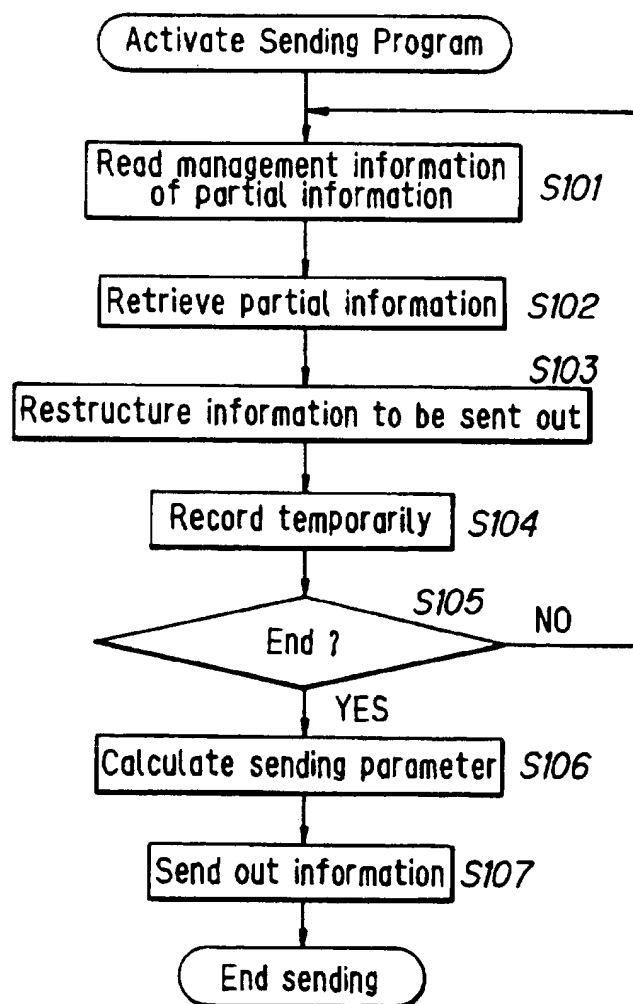 Activate Sending Program
Read management information
of partial information
S101
Retrieve partial information
S102
S103
Restructure information to be sent out
Record temporarily
S104
S105
End ?
NO
YES
Calculate sending parameter
S106
Send out information
S107
End sending